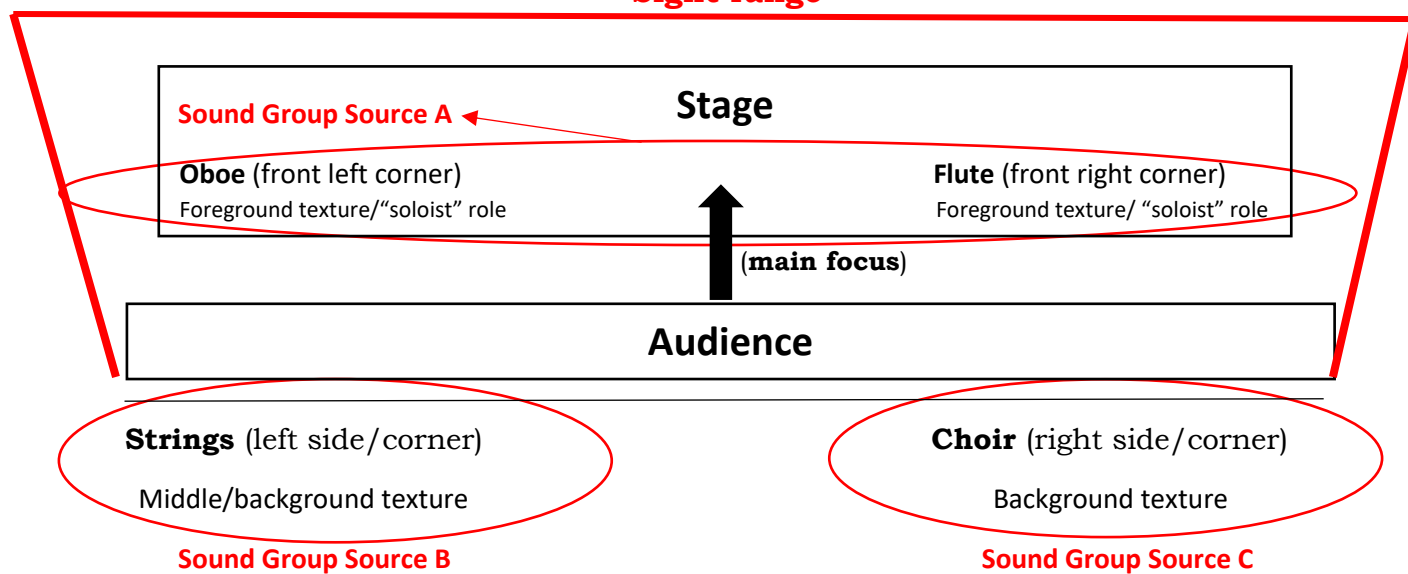 Sight range
Stage
Sound Group Source A
Oboe (front left corner)
Flute (front right corner)
Foreground texture/“soloist” role
Foreground texture/ “soloist” role
(main focus)
Audience
Strings (left side/corner)
Choir (right side/corner)
Middle/background texture
Background texture
Sound Group Source B
Sound Group Source C